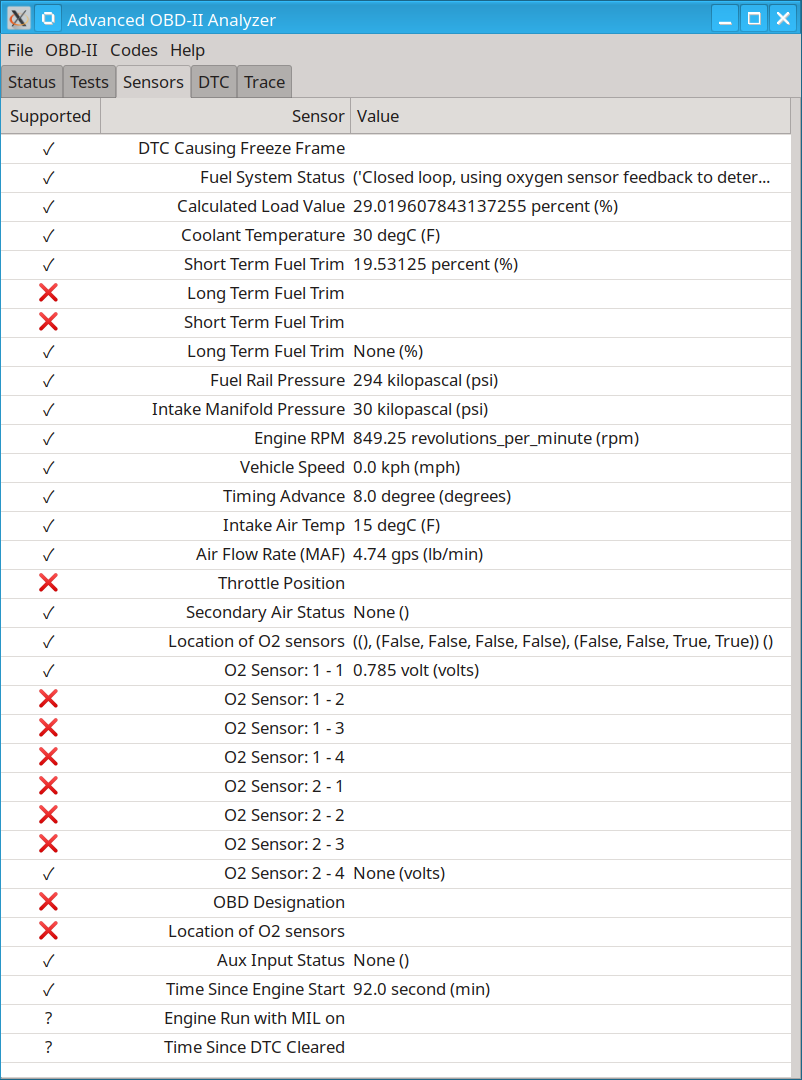 Advanced OBD-II Analyzer
File OBD-II Codes Help
Status Tests Sensors DTC Trace
Supported Sensor Value
✓ DTC Causing Freeze Frame
✓ Fuel System Status ('Closed loop, using oxygen sensor feedback to deter...
✓ Calculated Load Value 29.019607843137255 percent (%)
✓ Coolant Temperature 30 degC (F)
✓ Short Term Fuel Trim 19.53125 percent (%)
❌ Long Term Fuel Trim
❌ Short Term Fuel Trim
✓ Long Term Fuel Trim None (%)
✓ Fuel Rail Pressure 294 kilopascal (psi)
✓ Intake Manifold Pressure 30 kilopascal (psi)
✓ Engine RPM 849.25 revolutions_per_minute (rpm)
✓ Vehicle Speed 0.0 kph (mph)
✓ Timing Advance 8.0 degree (degrees)
✓ Intake Air Temp 15 degC (F)
✓ Air Flow Rate (MAF) 4.74 gps (lb/min)
❌ Throttle Position
✓ Secondary Air Status None ()
✓ Location of O2 sensors ((), (False, False, False, False), (False, False, True, True)) ()
✓ O2 Sensor: 1 - 1 0.785 volt (volts)
❌ O2 Sensor: 1 - 2
❌ O2 Sensor: 1 - 3
❌ O2 Sensor: 1 - 4
❌ O2 Sensor: 2 - 1
❌ O2 Sensor: 2 - 2
❌ O2 Sensor: 2 - 3
✓ O2 Sensor: 2 - 4 None (volts)
❌ OBD Designation
❌ Location of O2 sensors
✓ Aux Input Status None ()
✓ Time Since Engine Start 92.0 second (min)
? Engine Run with MIL on
? Time Since DTC Cleared